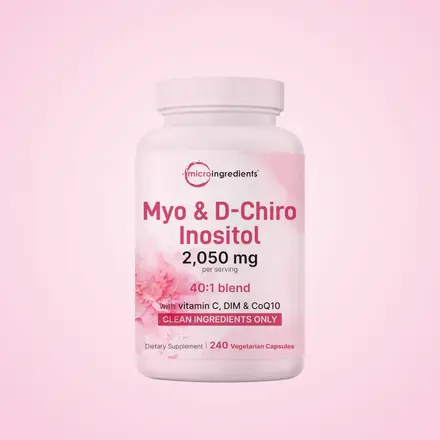 microingredients
Myo & D-Chiro
Inositol
2,050 mg
per serving
40:1 blend
with vitamin C, DIM & CoQ10
CLEAN INGREDIENTS ONLY
Dietary Supplement | 240 Vegetarian Capsules